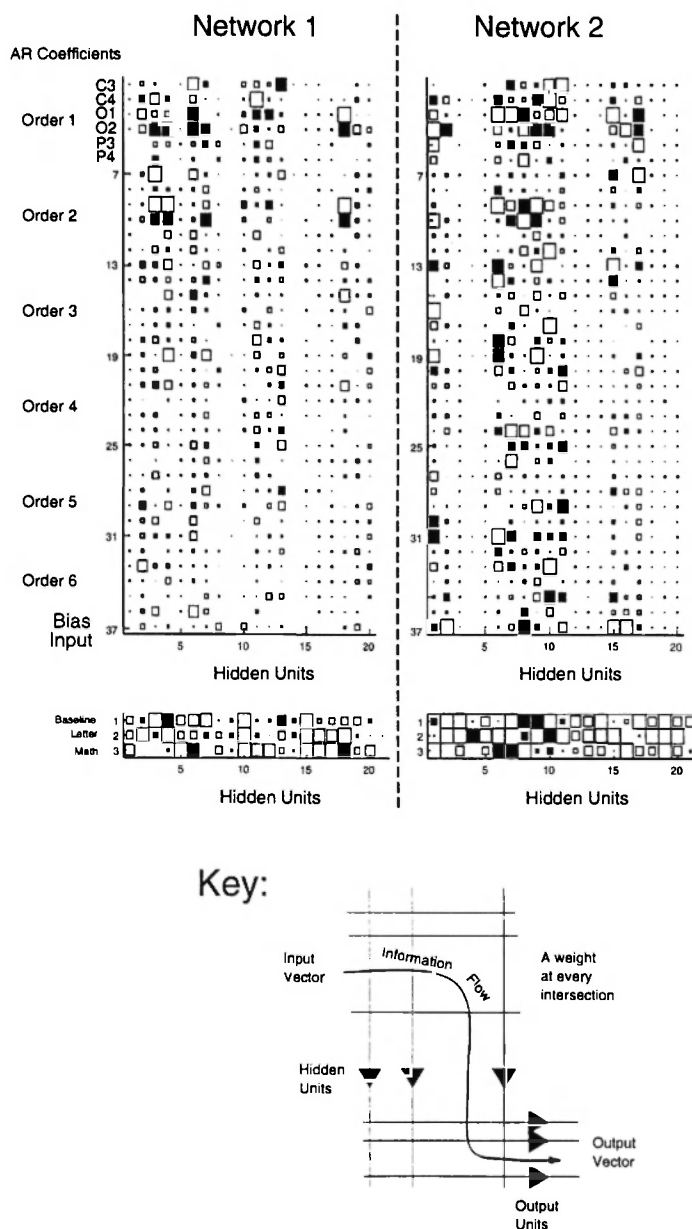 Network 1
Network 2
AR Coefficients
C3
C4
O1
Order 1
O2
P3
P4
7
Order 2
13
Order 3
19
Order 4
25
Order 5
31
Order 6
Bias
Input
37
5 10 15 20
Hidden Units
7
13
19
25
31
37
5 10 15 20
Hidden Units
Baseline 1
Letter 2
Math 3
5 10 15 20
Hidden Units
1
2
3
5 10 15 20
Hidden Units
Key:
Input
Vector
Information
Flow
A weight
at every
intersection
Hidden
Units
Output
Vector
Output
Units